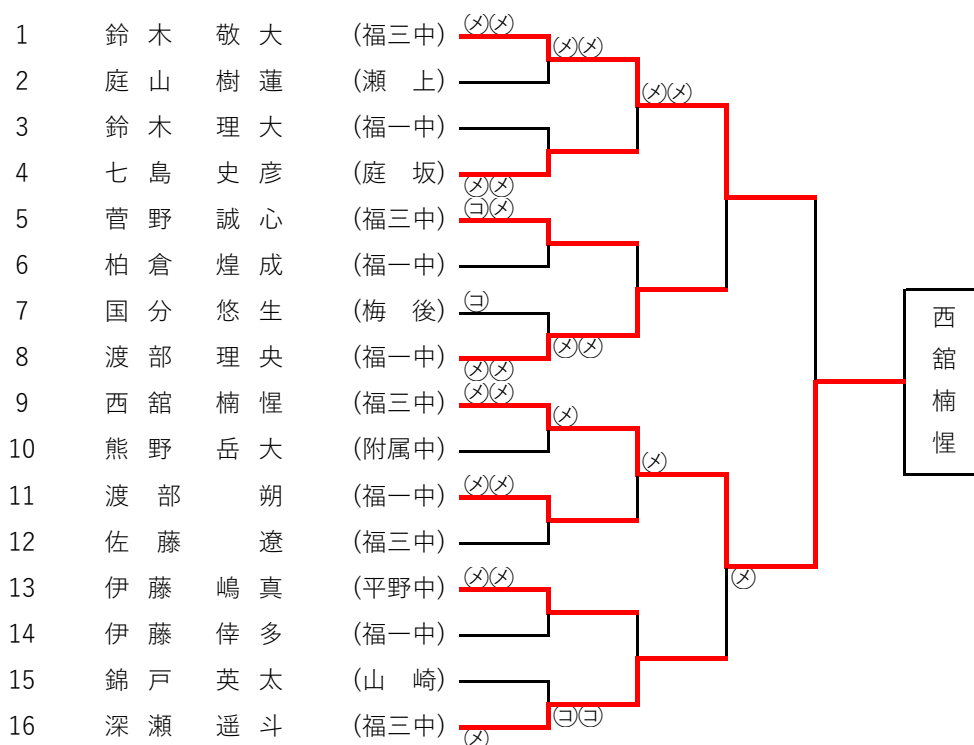 1 鈴木 敬大 (福三中) ㋱㋱
㋱㋱
2 庭山 樹蓮 (瀬上)
㋱㋱
3 鈴木 理大 (福一中)
4 七島 史彦 (庭坂) ㋱㋱
5 菅野 誠心 (福三中) ㋙㋱
6 柏倉 煌成 (福一中)
7 国分 悠生 (梅後) ㋙
8 渡部 理央 (福一中) ㋱㋱
㋱㋱
9 西舘 楠惺 (福三中) ㋱㋱
㋱
10 熊野 岳大 (附属中)
㋱
11 渡部 朔 (福一中) ㋱㋱
12 佐藤 遼 (福三中)
13 伊藤 嶋真 (平野中) ㋱㋱
㋱
14 伊藤 倖多 (福一中)
15 錦戸 英太 (山崎)
16 深瀬 遥斗 (福三中) ㋱
㋙㋙
西舘楠惺